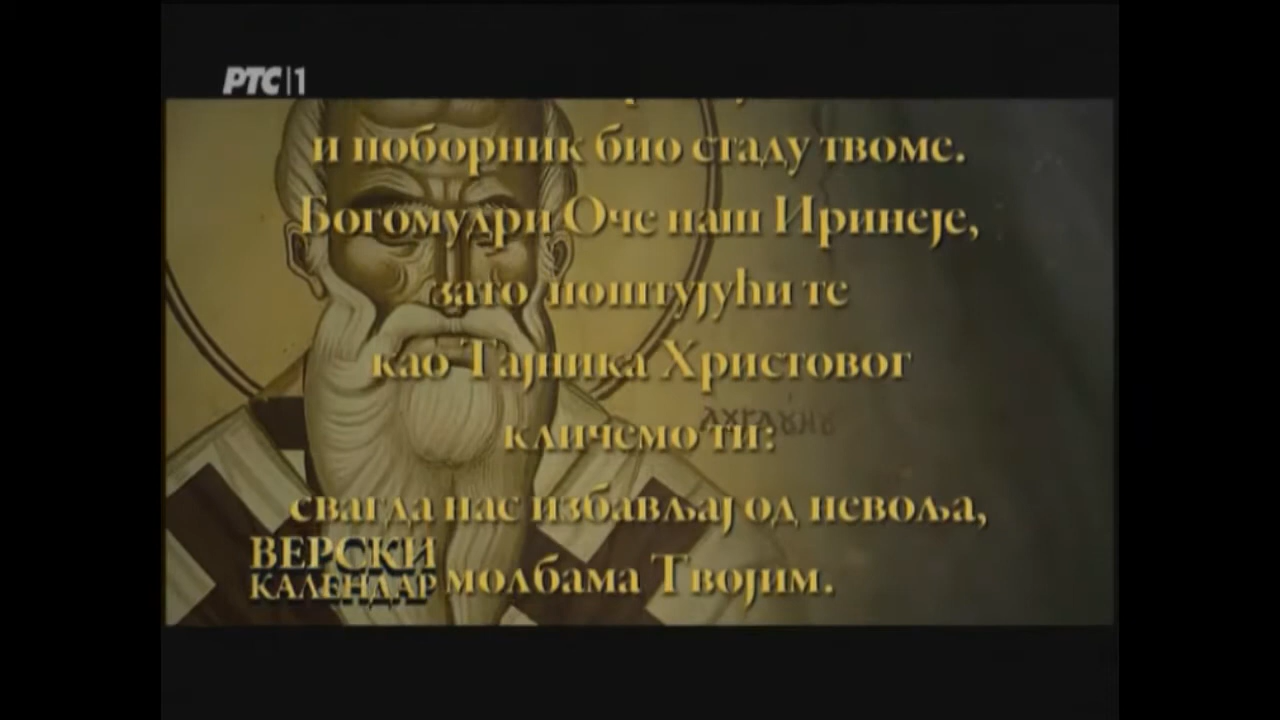 РТС|1
и поборник био стаду твоме.
Богомудри Оче наш Иринеје,
зато поштујући те
као Тајника Христовог
кличемо ти:
свагда нас избављај од невоља,
молбама Твојим.
ВЕРСКИ
КАЛЕНДАР